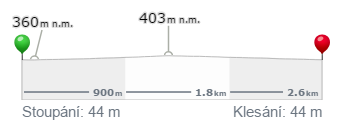 403m n.m.
360m n.m.
900m 1.8km 2.6km
Stoupání: 44 m Klesání: 44 m